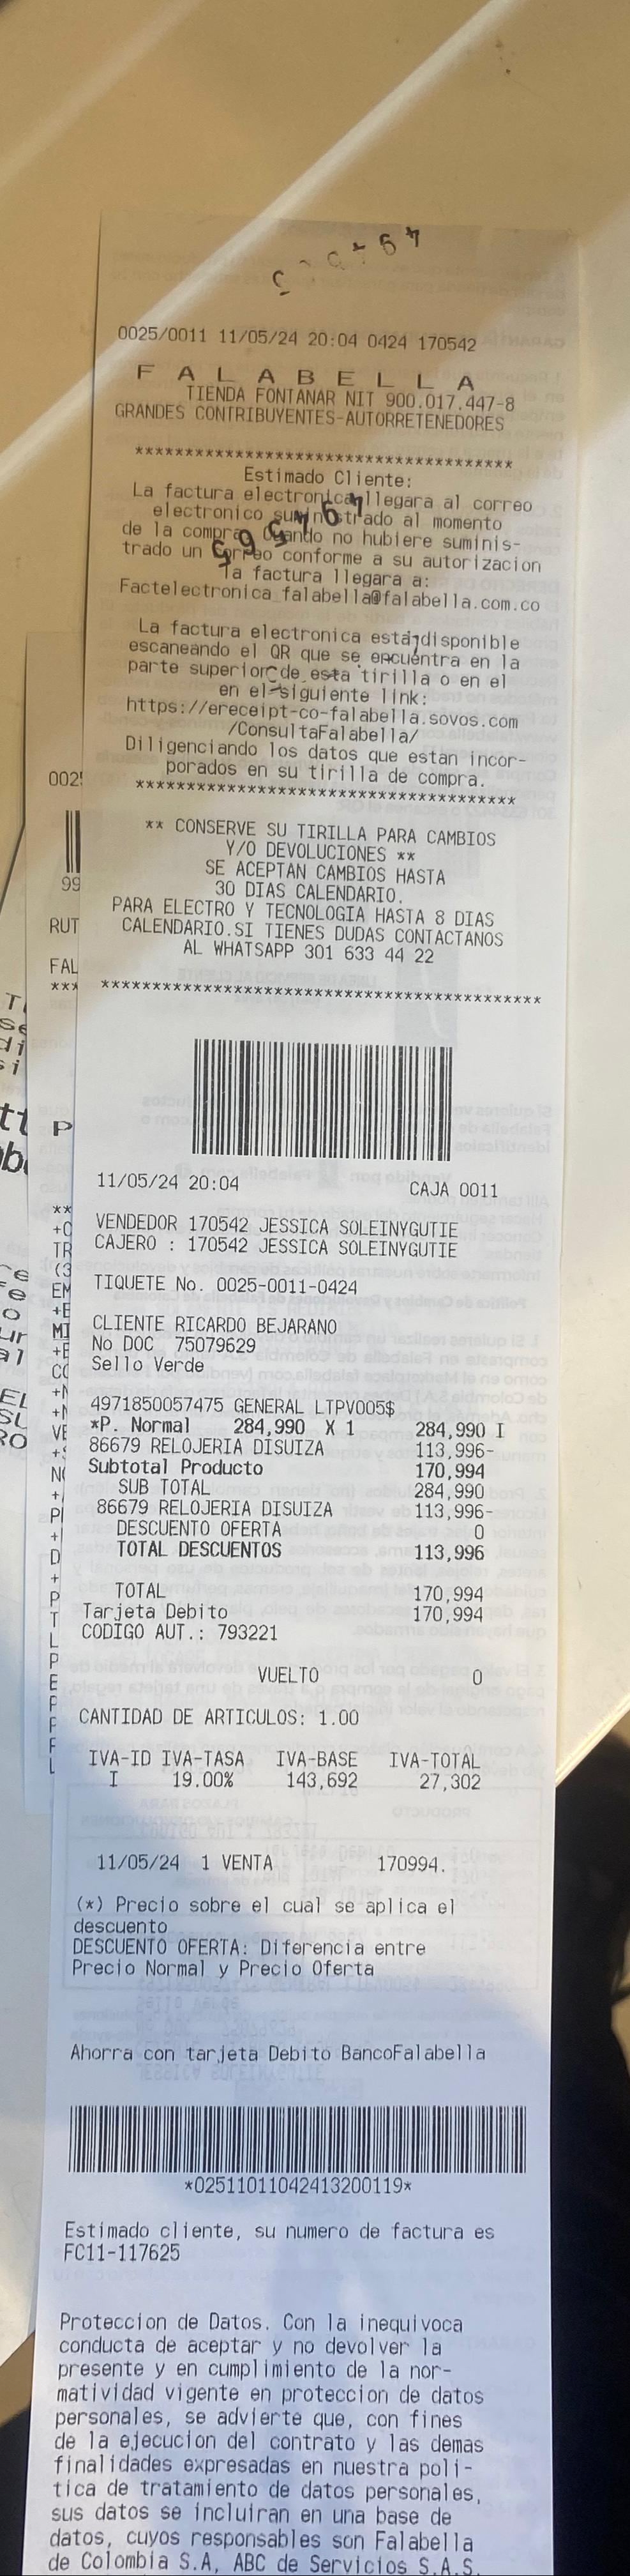 0025/0011 11/05/24 20:04 0424 170542
F A L A B E L L A
TIENDA FONTANAR NIT 900.017.447-8
GRANDES CONTRIBUYENTES-AUTORRETENEDORES
**************************************
Estimado Cliente:
La factura electronica llegara al correo
electronico suministrado al momento
de la compra. Cuando no hubiere suminis-
trado un correo conforme a su autorizacion
la factura llegara a:
Factelectronica_falabella@falabella.com.co
La factura electronica esta disponible
escaneando el QR que se encuentra en la
parte superior de esta tirilla o en el
en el siguiente link:
https://ereceipt-co-falabella.sovos.com
/ConsultaFalabella/
Diligenciando los datos que estan incor-
porados en su tirilla de compra.
**************************************
** CONSERVE SU TIRILLA PARA CAMBIOS
Y/O DEVOLUCIONES **
SE ACEPTAN CAMBIOS HASTA
30 DIAS CALENDARIO.
PARA ELECTRO Y TECNOLOGIA HASTA 8 DIAS
CALENDARIO.SI TIENES DUDAS CONTACTANOS
AL WHATSAPP 301 633 44 22
********************************************
11/05/24 20:04 CAJA 0011
VENDEDOR 170542 JESSICA SOLEINYGUTIE
CAJERO : 170542 JESSICA SOLEINYGUTIE
TIQUETE No. 0025-0011-0424
CLIENTE RICARDO BEJARANO
No DOC 75079629
Sello Verde
4971850057475 GENERAL LTPV005$
*P. Normal 284,990 X 1 284,990 I
86679 RELOJERIA DISUIZA 113,996-
Subtotal Producto 170,994
SUB TOTAL 284,990
86679 RELOJERIA DISUIZA 113,996-
DESCUENTO OFERTA 0
TOTAL DESCUENTOS 113,996
TOTAL 170,994
Tarjeta Debito 170,994
CODIGO AUT.: 793221
VUELTO 0
CANTIDAD DE ARTICULOS: 1.00
IVA-ID IVA-TASA IVA-BASE IVA-TOTAL
I 19.00% 143,692 27,302
11/05/24 1 VENTA 170994.
(*) Precio sobre el cual se aplica el
descuento
DESCUENTO OFERTA: Diferencia entre
Precio Normal y Precio Oferta
Ahorra con tarjeta Debito BancoFalabella
*02511011042413200119*
Estimado cliente, su numero de factura es
FC11-117625
Proteccion de Datos. Con la inequivoca
conducta de aceptar y no devolver la
presente y en cumplimiento de la nor-
matividad vigente en proteccion de datos
personales, se advierte que, con fines
de la ejecucion del contrato y las demas
finalidades expresadas en nuestra poli-
tica de tratamiento de datos personales,
sus datos se incluiran en una base de
datos, cuyos responsables son Falabella
de Colombia S.A, ABC de Servicios S.A.S.